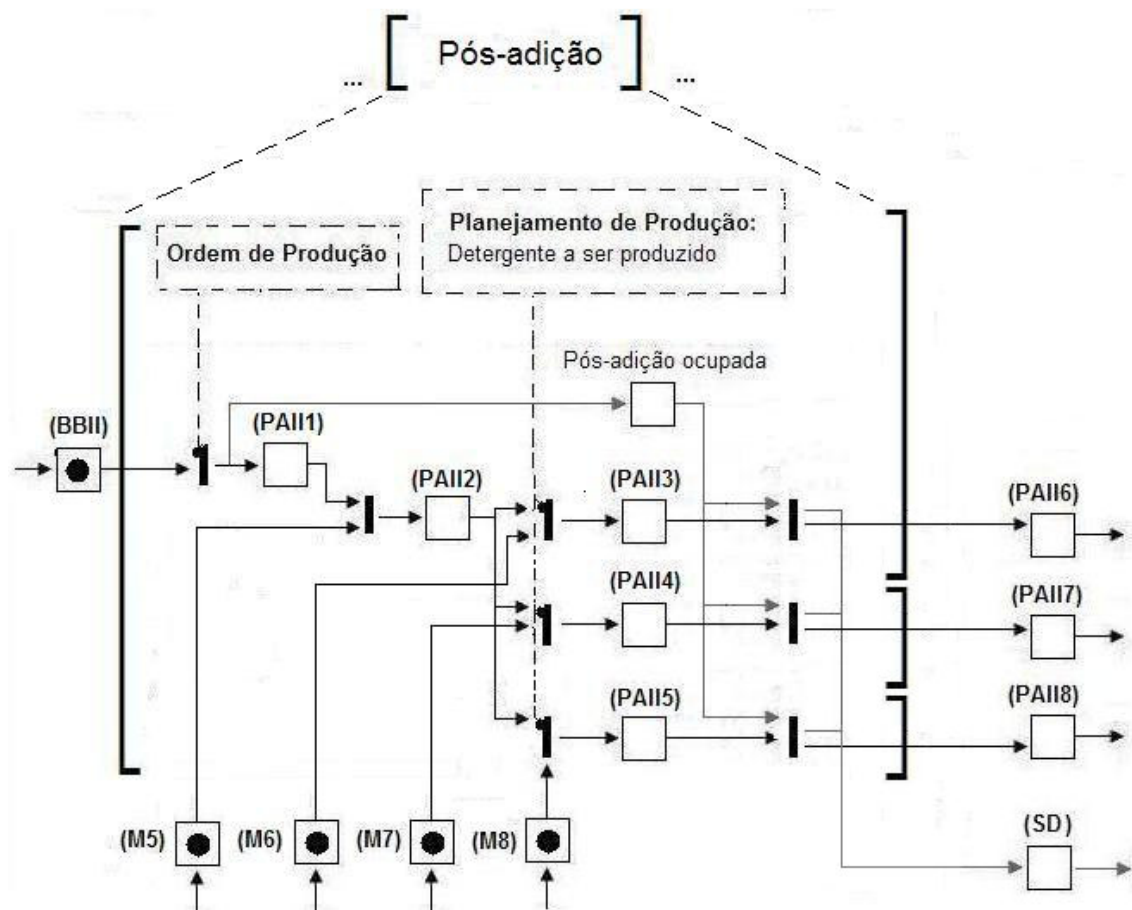 Pós-adição
...
...
Planejamento de Produção:
Detergente a ser produzido
Ordem de Produção
Pós-adição ocupada
(BBII)
(PAII1)
(PAII2)
(PAII3)
(PAII6)
(PAII4)
(PAII7)
(PAII5)
(PAII8)
(M5)
(M6)
(M7)
(M8)
(SD)